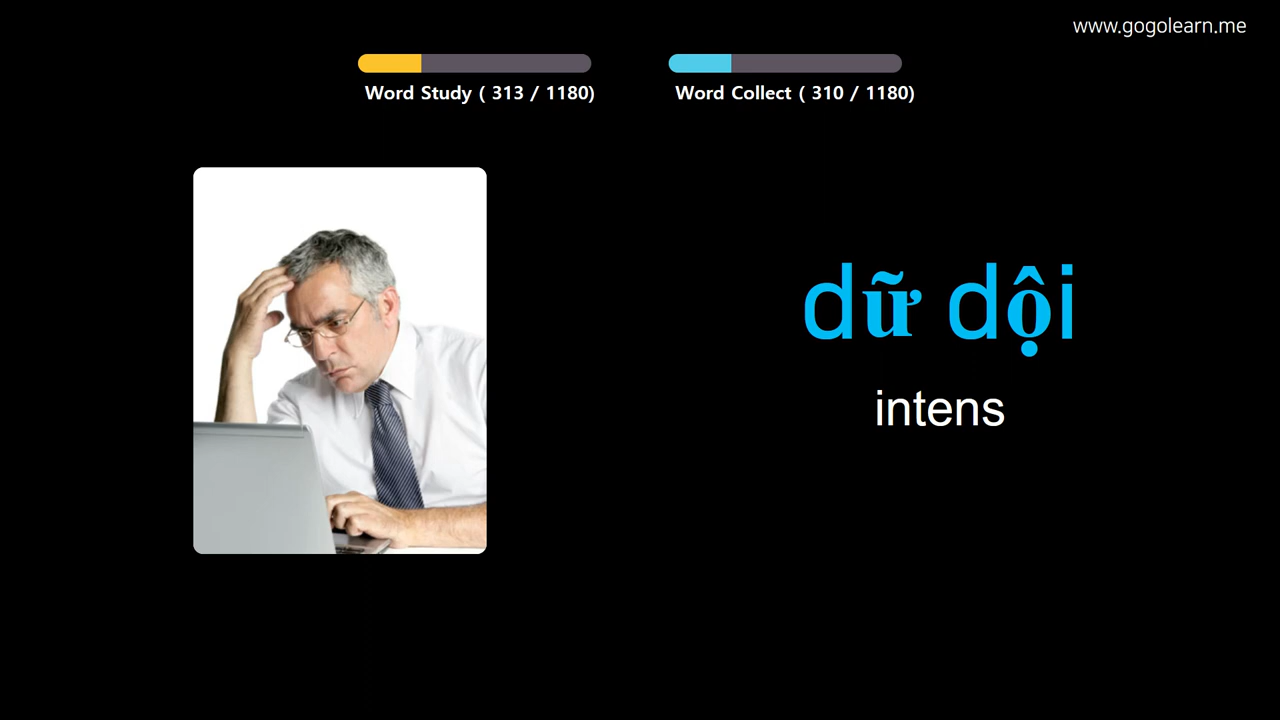 www.gogolearn.me
Word Study ( 313 / 1180)
Word Collect ( 310 / 1180)
dữ dội
intens